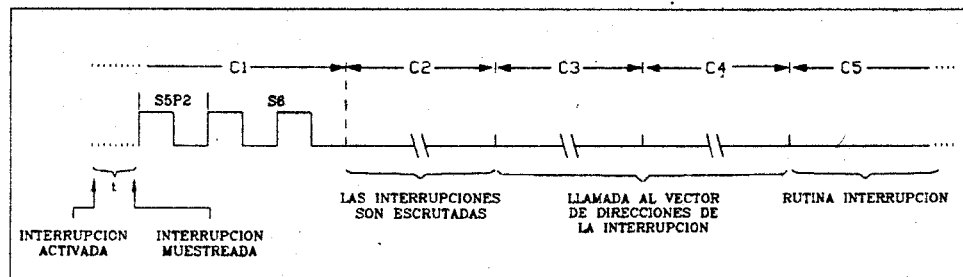 C1 C2 C3 C4 C5
S5P2 S6
t
LAS INTERRUPCIONES
SON ESCRUTADAS
LLAMADA AL VECTOR
DE DIRECCIONES DE
LA INTERRUPCION
RUTINA INTERRUPCION
INTERRUPCION
ACTIVADA
INTERRUPCION
MUESTREADA